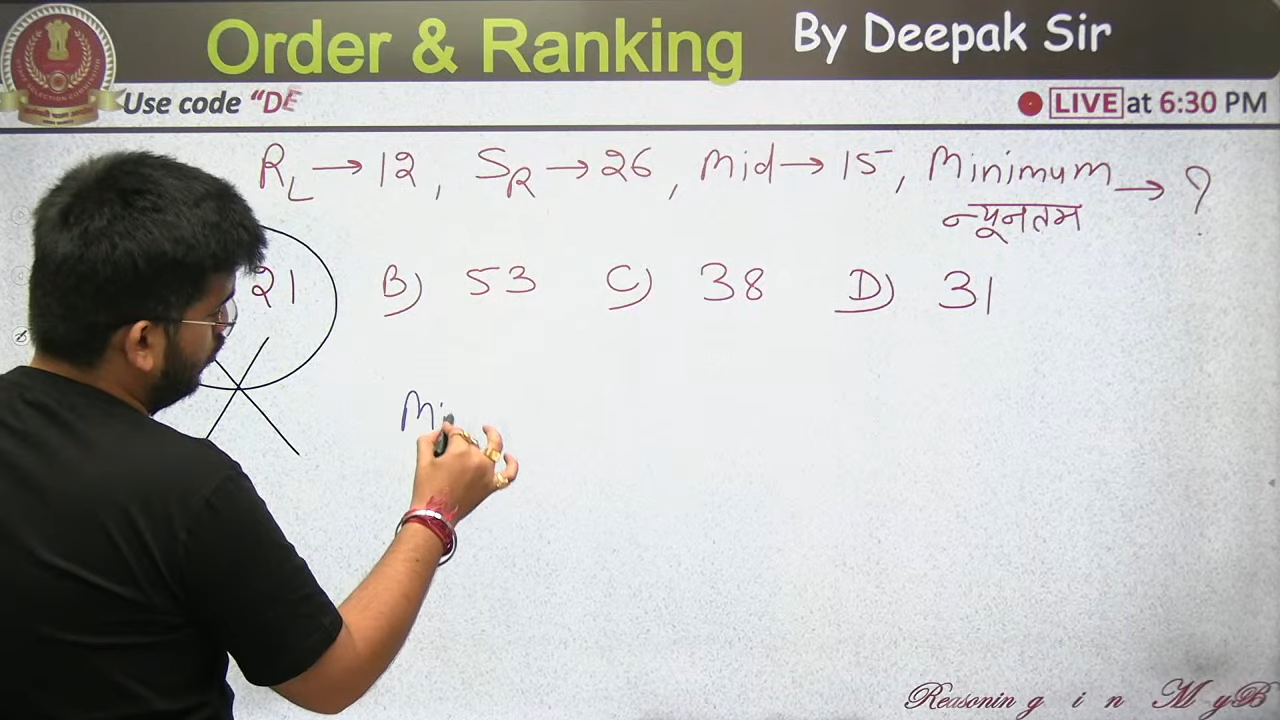 Order & Ranking By Deepak Sir
Use code “DE
LIVE at 6:30 PM
R_L → 12, S_R → 26, Mid → 15, Minimum → ?
न्यूनतम
21 B) 53 C) 38 D) 31
Mi
Reasoning in MyB